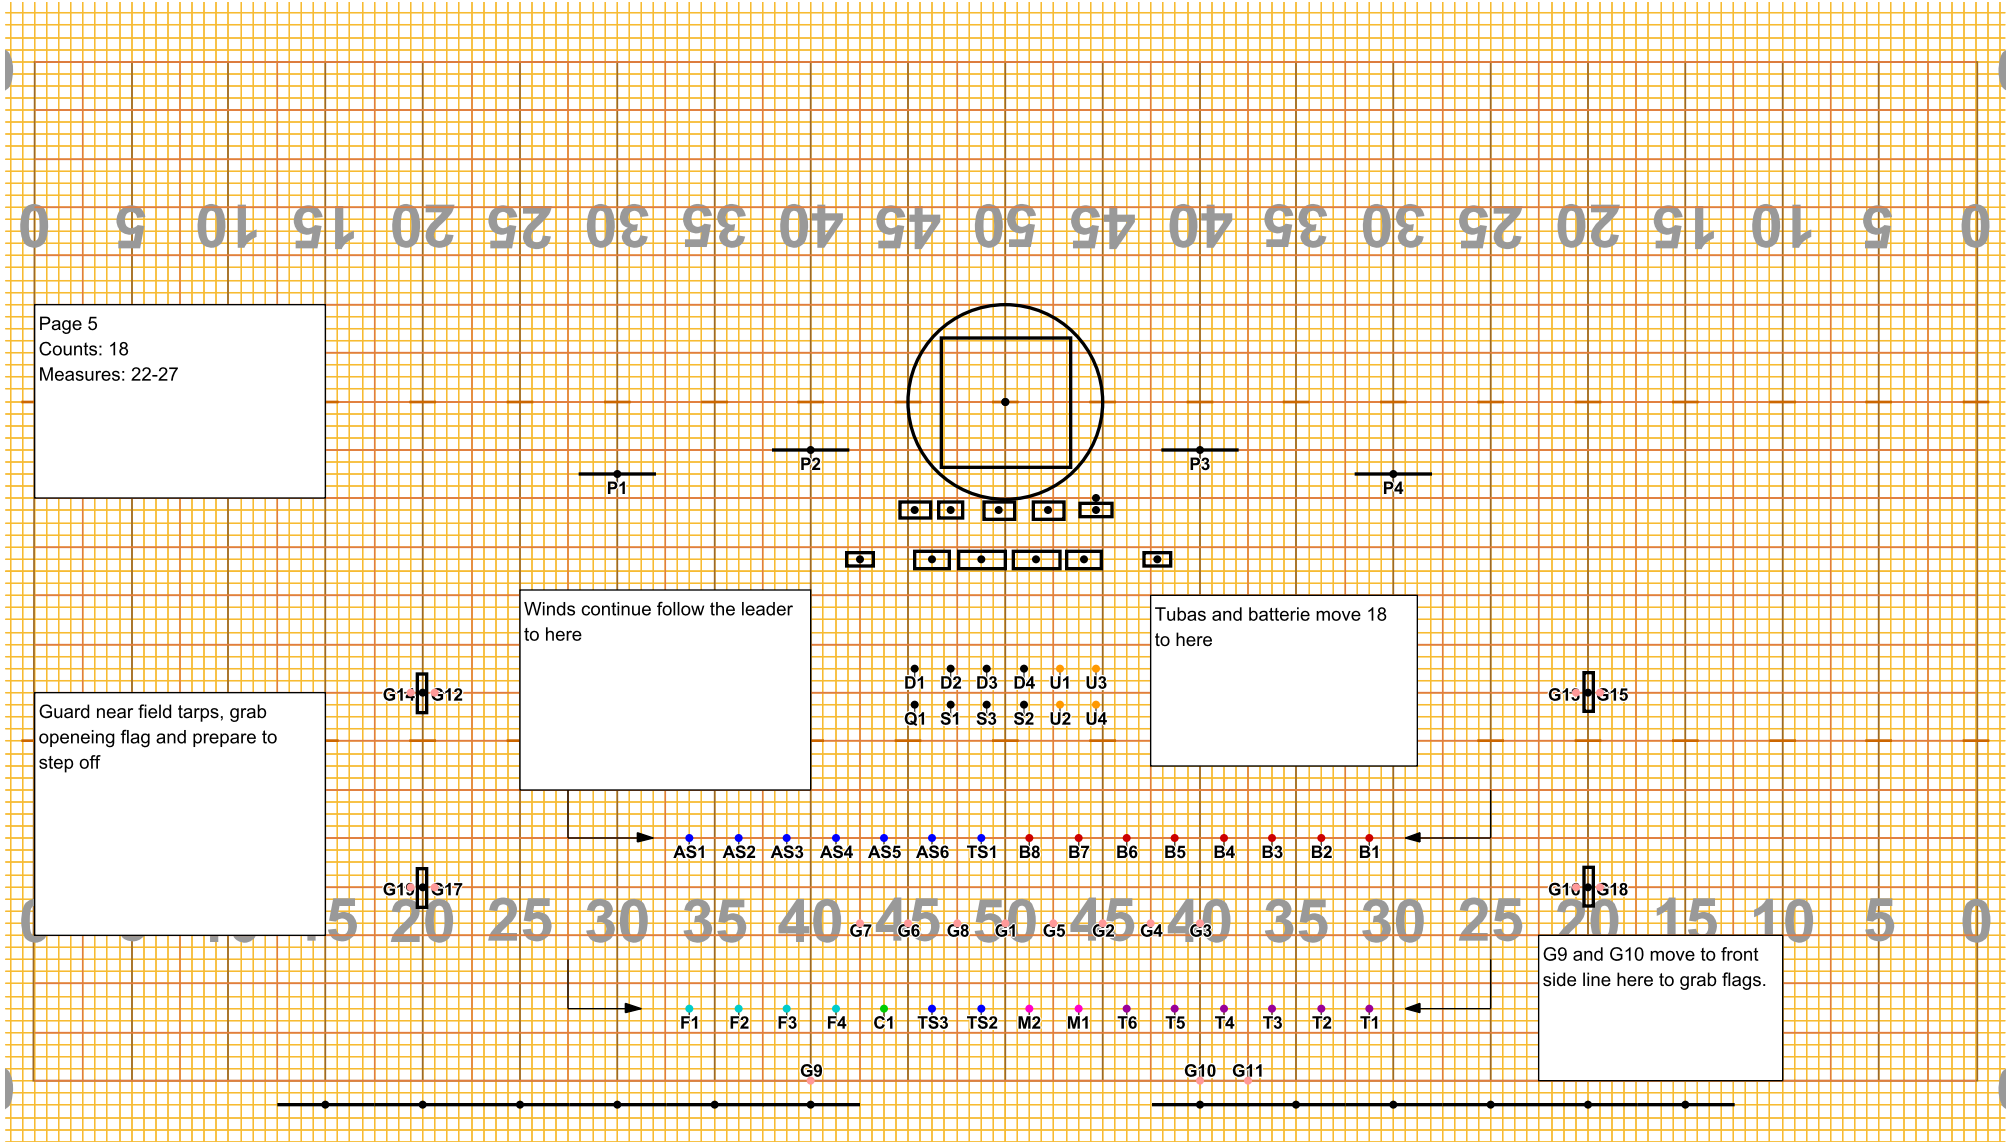 0 5 10 15 20 25 30 35 40 45 50 45 40 35 30 25 20 15 10 5 0
Page 5
Counts: 18
Measures: 22-27
P2
P3
P1
P4
Winds continue follow the leader
to here
Tubas and batterie move 18
to here
D1 D2 D3 D4 U1 U3
G14 G12
G13 G15
Q1 S1 S3 S2 U2 U4
Guard near field tarps, grab
openeing flag and prepare to
step off
AS1 AS2 AS3 AS4 AS5 AS6 TS1 B8 B7 B6 B5 B4 B3 B2 B1
G19 G17
G16 G18
5 20 25 30 35 40 45 50 45 40 35 30 25 20 15 10 5 0
G7 G6 G8 G1 G5 G2 G4 G3
G9 and G10 move to front
side line here to grab flags.
F1 F2 F3 F4 C1 TS3 TS2 M2 M1 T6 T5 T4 T3 T2 T1
G9 G10 G11